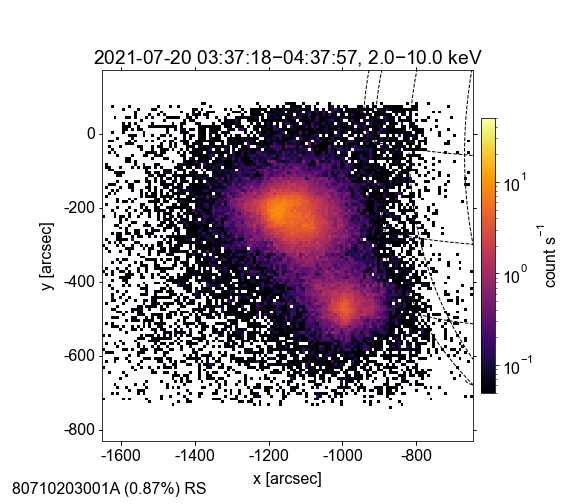 2021-07-20 03:37:18−04:37:57, 2.0−10.0 keV
0
-200
-400
-600
-800
y [arcsec]
-1600
-1400
-1200
-1000
-800
x [arcsec]
10¹
10⁰
10⁻¹
count s⁻¹
80710203001A (0.87%) RS